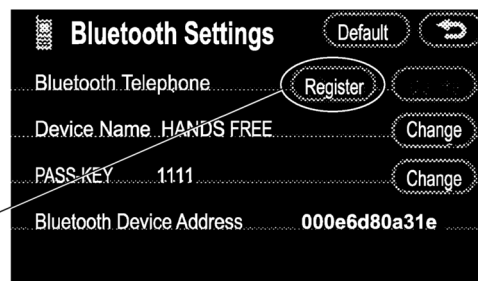 Bluetooth Settings Default
Bluetooth Telephone Register
Device Name HANDS FREE Change
PASS-KEY 1111 Change
Bluetooth Device Address 000e6d80a31e